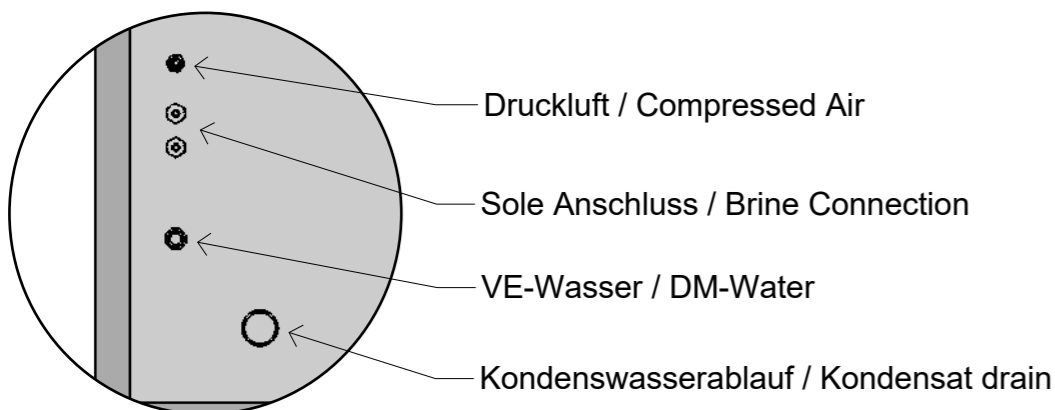 Druckluft / Compressed Air
Sole Anschluss / Brine Connection
VE-Wasser / DM-Water
Kondenswasserablauf / Kondensat drain